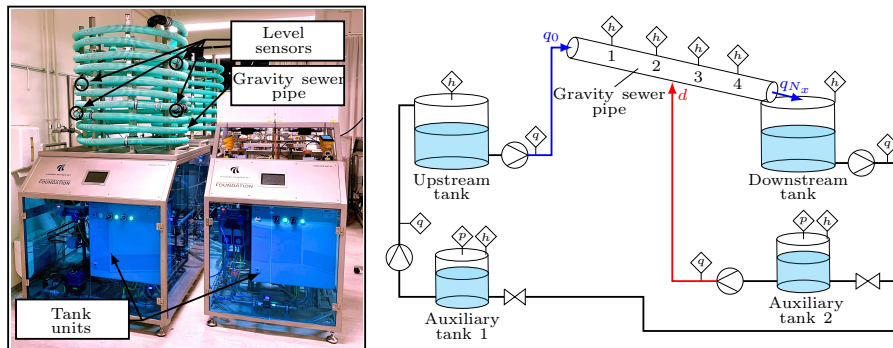 Level
sensors
Gravity sewer
pipe
FOUNDATION
FOUNDATION
Tank
units
q0
h
1
h
2
h
3
h
4
h
Gravity sewer
pipe
qNx
d
h
h
q
q
Upstream
tank
Downstream
tank
q
p
h
q
p
h
Auxiliary
tank 1
Auxiliary
tank 2